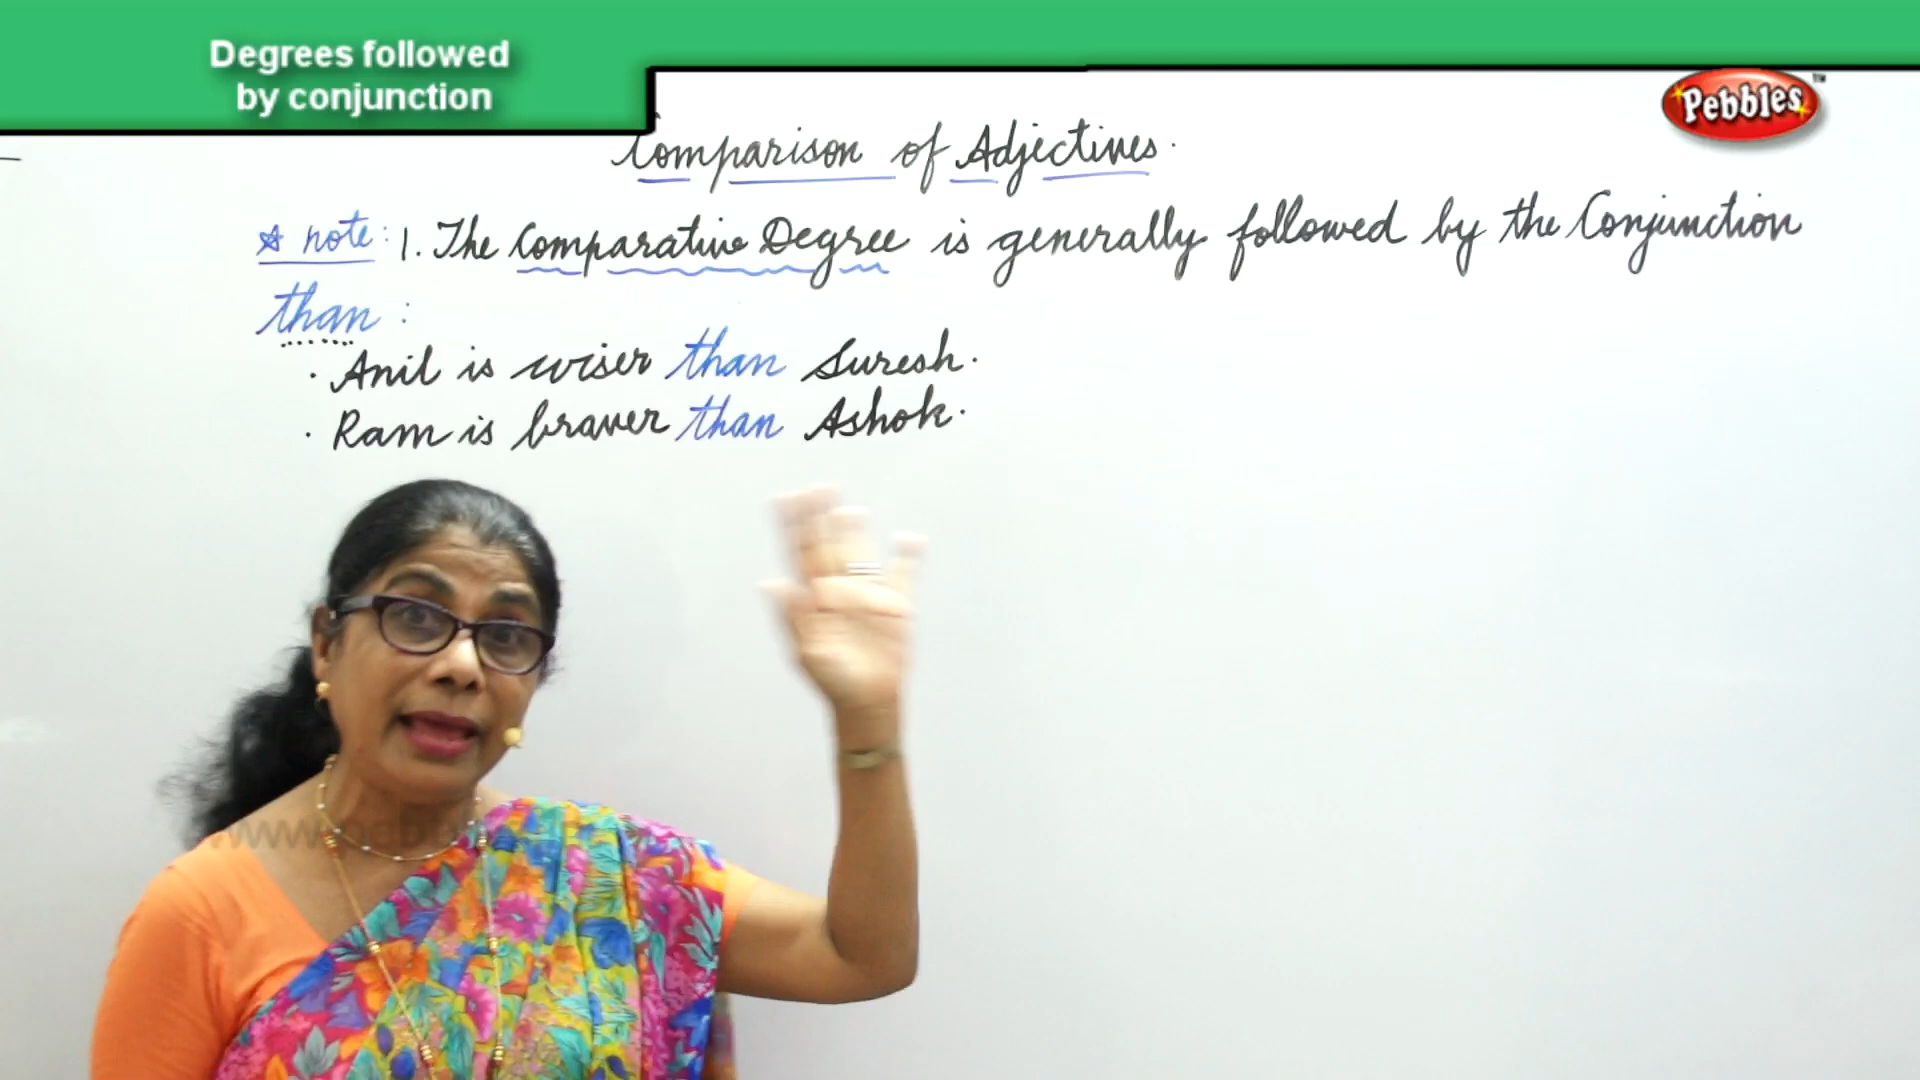 Degrees followed
by conjunction
Pebbles™
Comparison of Adjectives.
☆ note: 1. The Comparative Degree is generally followed by the Conjunction
than :
· Anil is wiser than Suresh.
· Ram is braver than Ashok.